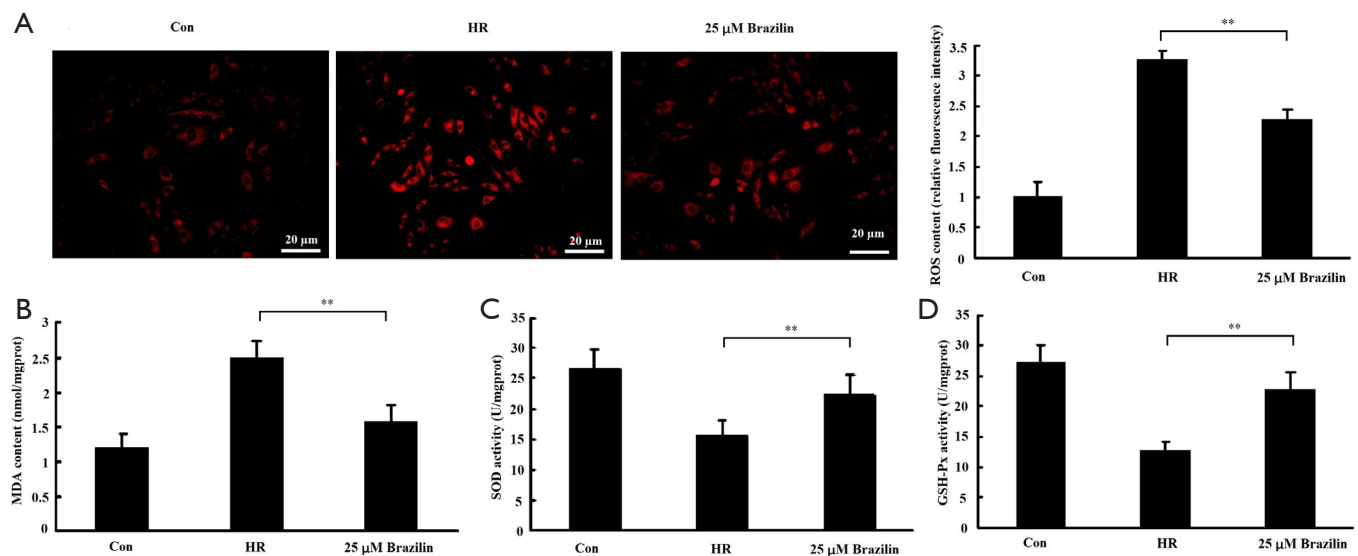 A
Con
HR
25 µM Brazilin
20 µm
20 µm
20 µm
ROS content (relative fluorescence intensity)
3.5
3
2.5
2
1.5
1
0.5
0
**
Con
HR
25 µM Brazilin
B
MDA content (nmol/mgprot)
3
2.5
2
1.5
1
0.5
0
**
Con
HR
25 µM Brazilin
C
SOD activity (U/mgprot)
35
30
25
20
15
10
5
0
**
Con
HR
25 µM Brazilin
D
GSH-Px activity (U/mgprot)
35
30
25
20
15
10
5
0
**
Con
HR
25 µM Brazilin